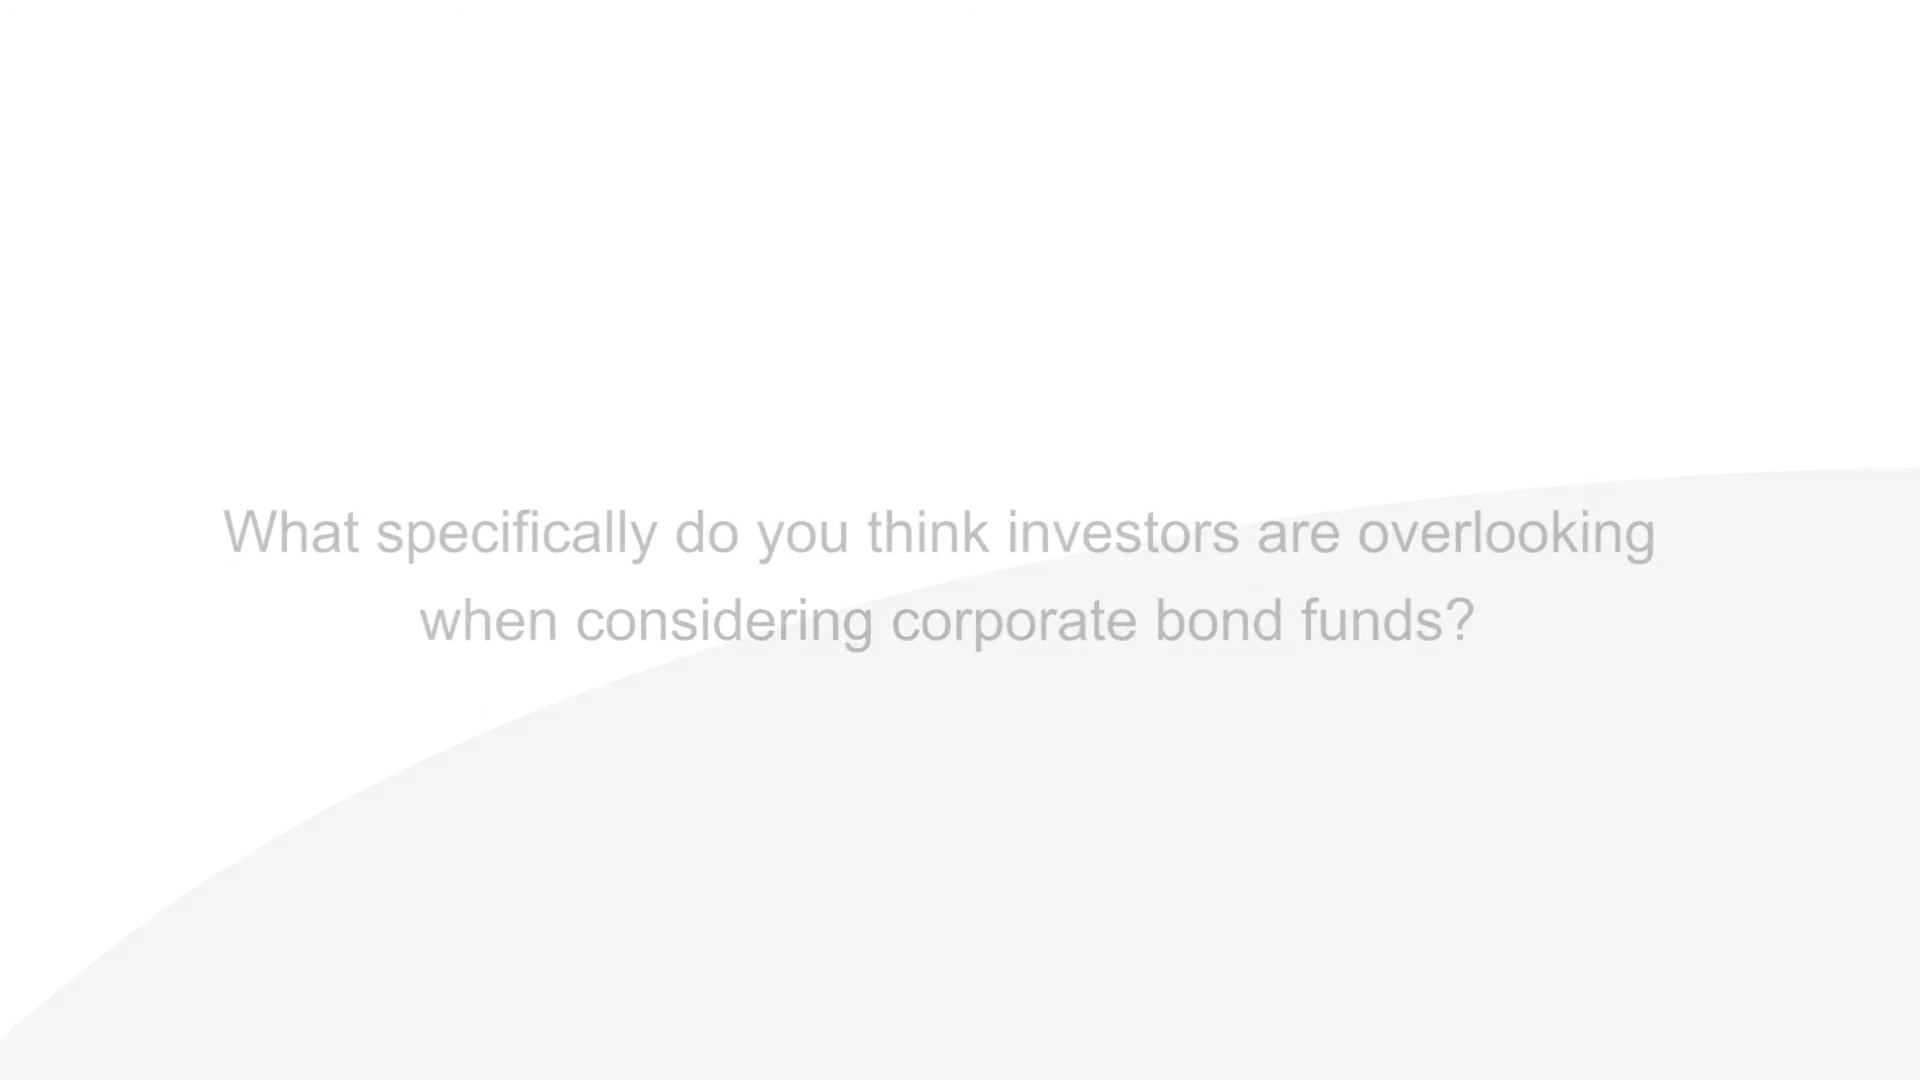 What specifically do you think investors are overlooking
when considering corporate bond funds?